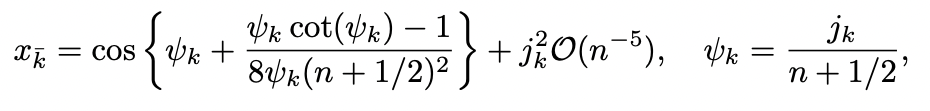 $x_{\bar{k}} = \cos\left\{\psi_k + \frac{\psi_k \cot(\psi_k) - 1}{8\psi_k(n + 1/2)^2}\right\} + j_k^2 \mathcal{O}(n^{-5}), \quad \psi_k = \frac{j_k}{n + 1/2},$